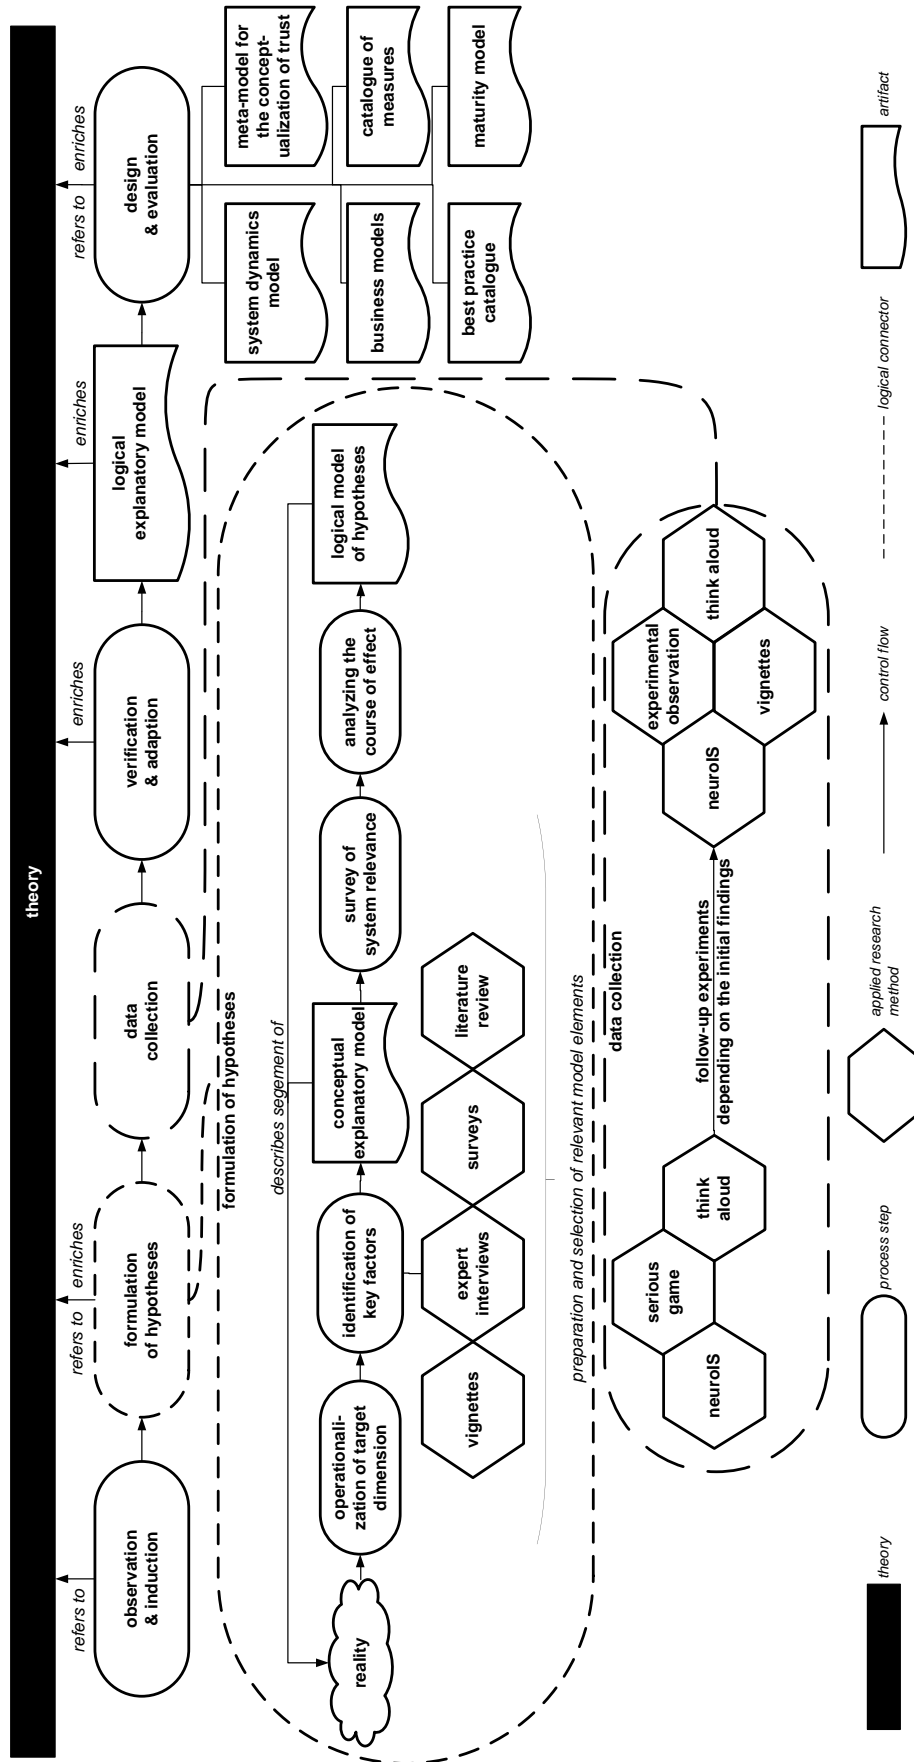 theory
refers to
refers to
enriches
enriches
enriches
refers to
enriches
observation
& induction
formulation
of hypotheses
data
collection
verification
& adaption
logical
explanatory model
design
& evaluation
formulation of hypotheses
describes segement of
reality
operationali-
zation of target
dimension
identification of
key factors
conceptual
explanatory model
survey of
system relevance
analyzing the
course of effect
logical model
of hypotheses
vignettes
expert
interviews
surveys
literature
review
preparation and selection of relevant model elements
system dynamics
model
meta-model for
the concept-
ualization of trust
business models
catalogue of
measures
best practice
catalogue
maturity model
data collection
neuroIS
serious
game
think
aloud
follow-up experiments
depending on the initial findings
neuroIS
experimental
observation
vignettes
think aloud
theory
process step
applied research
method
control flow
logical connector
artifact